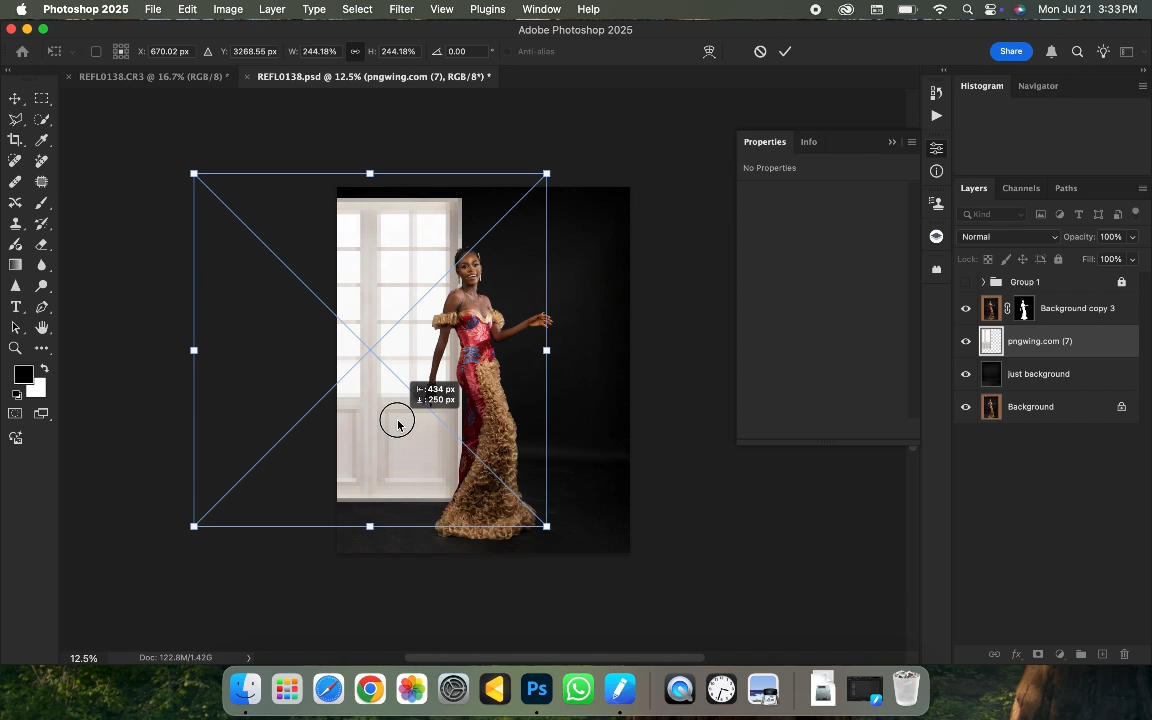 Photoshop 2025 File Edit Image Layer Type Select Filter View Plugins Window Help Mon Jul 21 3:33 PM
Adobe Photoshop 2025
X: 670.02 px Y: 3268.55 px W: 244.18% H: 244.18% 0.00 ° Anti-alias Share
× REFL0138.CR3 @ 16.7% (RGB/8) * × REFL0138.psd @ 12.5% (pngwing.com (7), RGB/8*) *
Histogram Navigator
Properties Info
No Properties
Layers Channels Paths
Kind
Normal Opacity: 100%
Lock: Fill: 100%
Group 1
Background copy 3
pngwing.com (7)
just background
Background
434 px
250 px
12.5% Doc: 122.8M/1.42G
Ps